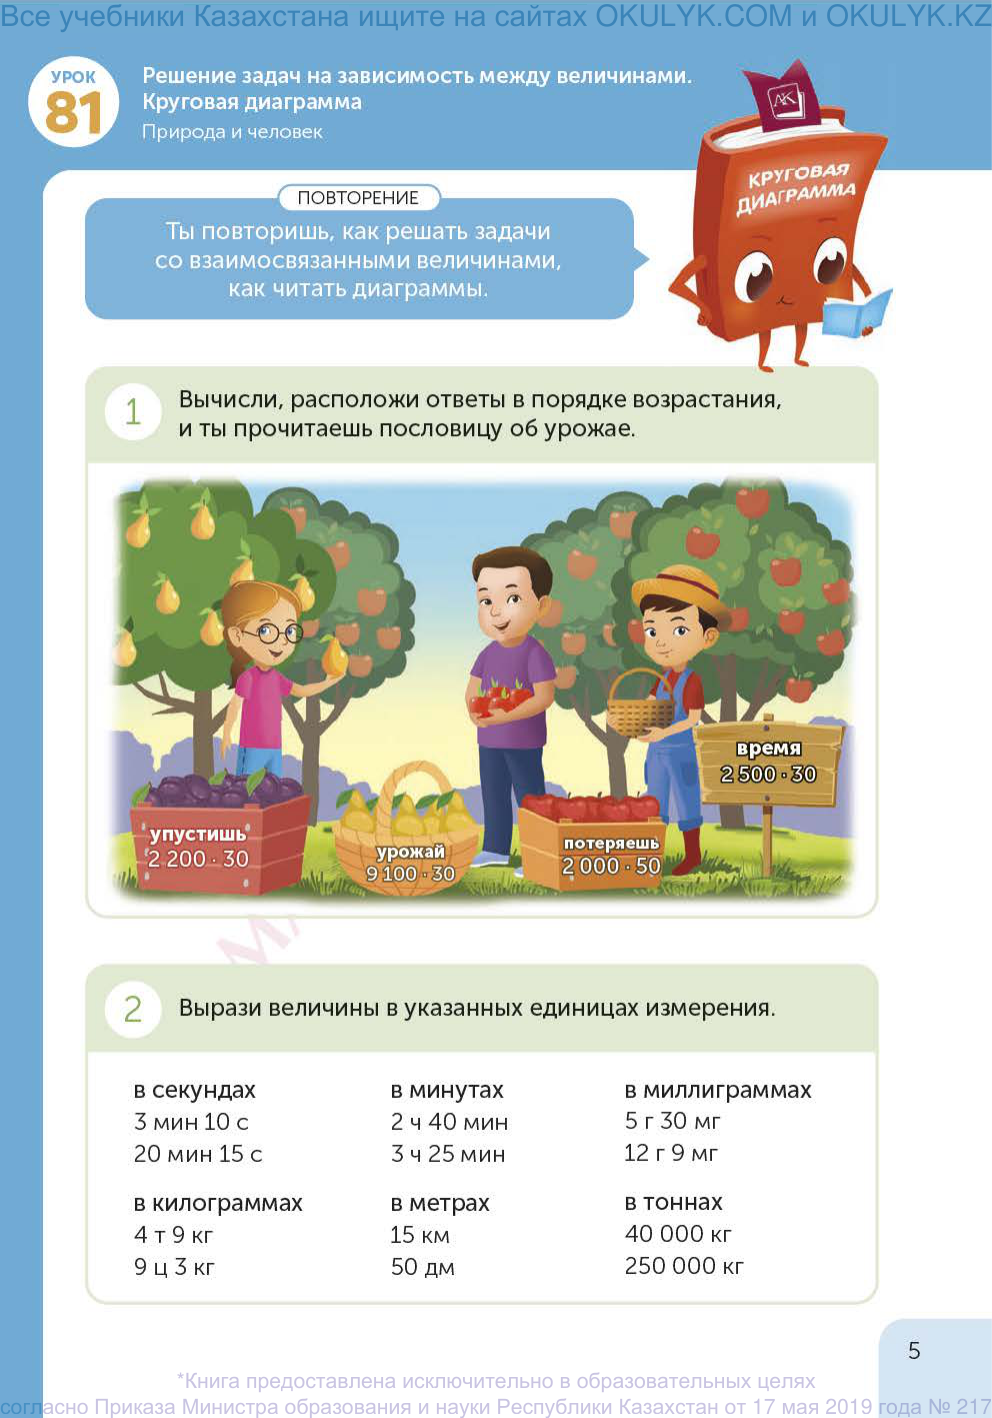 Все учебники Казахстана ищите на сайтах OKULYK.COM и OKULYK.KZ
УРОК
81
Решение задач на зависимость между величинами.
Круговая диаграмма
Природа и человек
АК
КРУГОВАЯ
ДИАГРАММА
ПОВТОРЕНИЕ
Ты повторишь, как решать задачи
со взаимосвязанными величинами,
как читать диаграммы.
1
Вычисли, расположи ответы в порядке возрастания,
и ты прочитаешь пословицу об урожае.
время
2 500 · 30
упустишь
2 200 · 30
урожай
9 100 · 30
потеряешь
2 000 · 50
2
Вырази величины в указанных единицах измерения.
в секундах
3 мин 10 с
20 мин 15 с
в минутах
2 ч 40 мин
3 ч 25 мин
в миллиграммах
5 г 30 мг
12 г 9 мг
в килограммах
4 т 9 кг
9 ц 3 кг
в метрах
15 км
50 дм
в тоннах
40 000 кг
250 000 кг
5
*Книга предоставлена исключительно в образовательных целях
согласно Приказа Министра образования и науки Республики Казахстан от 17 мая 2019 года № 217